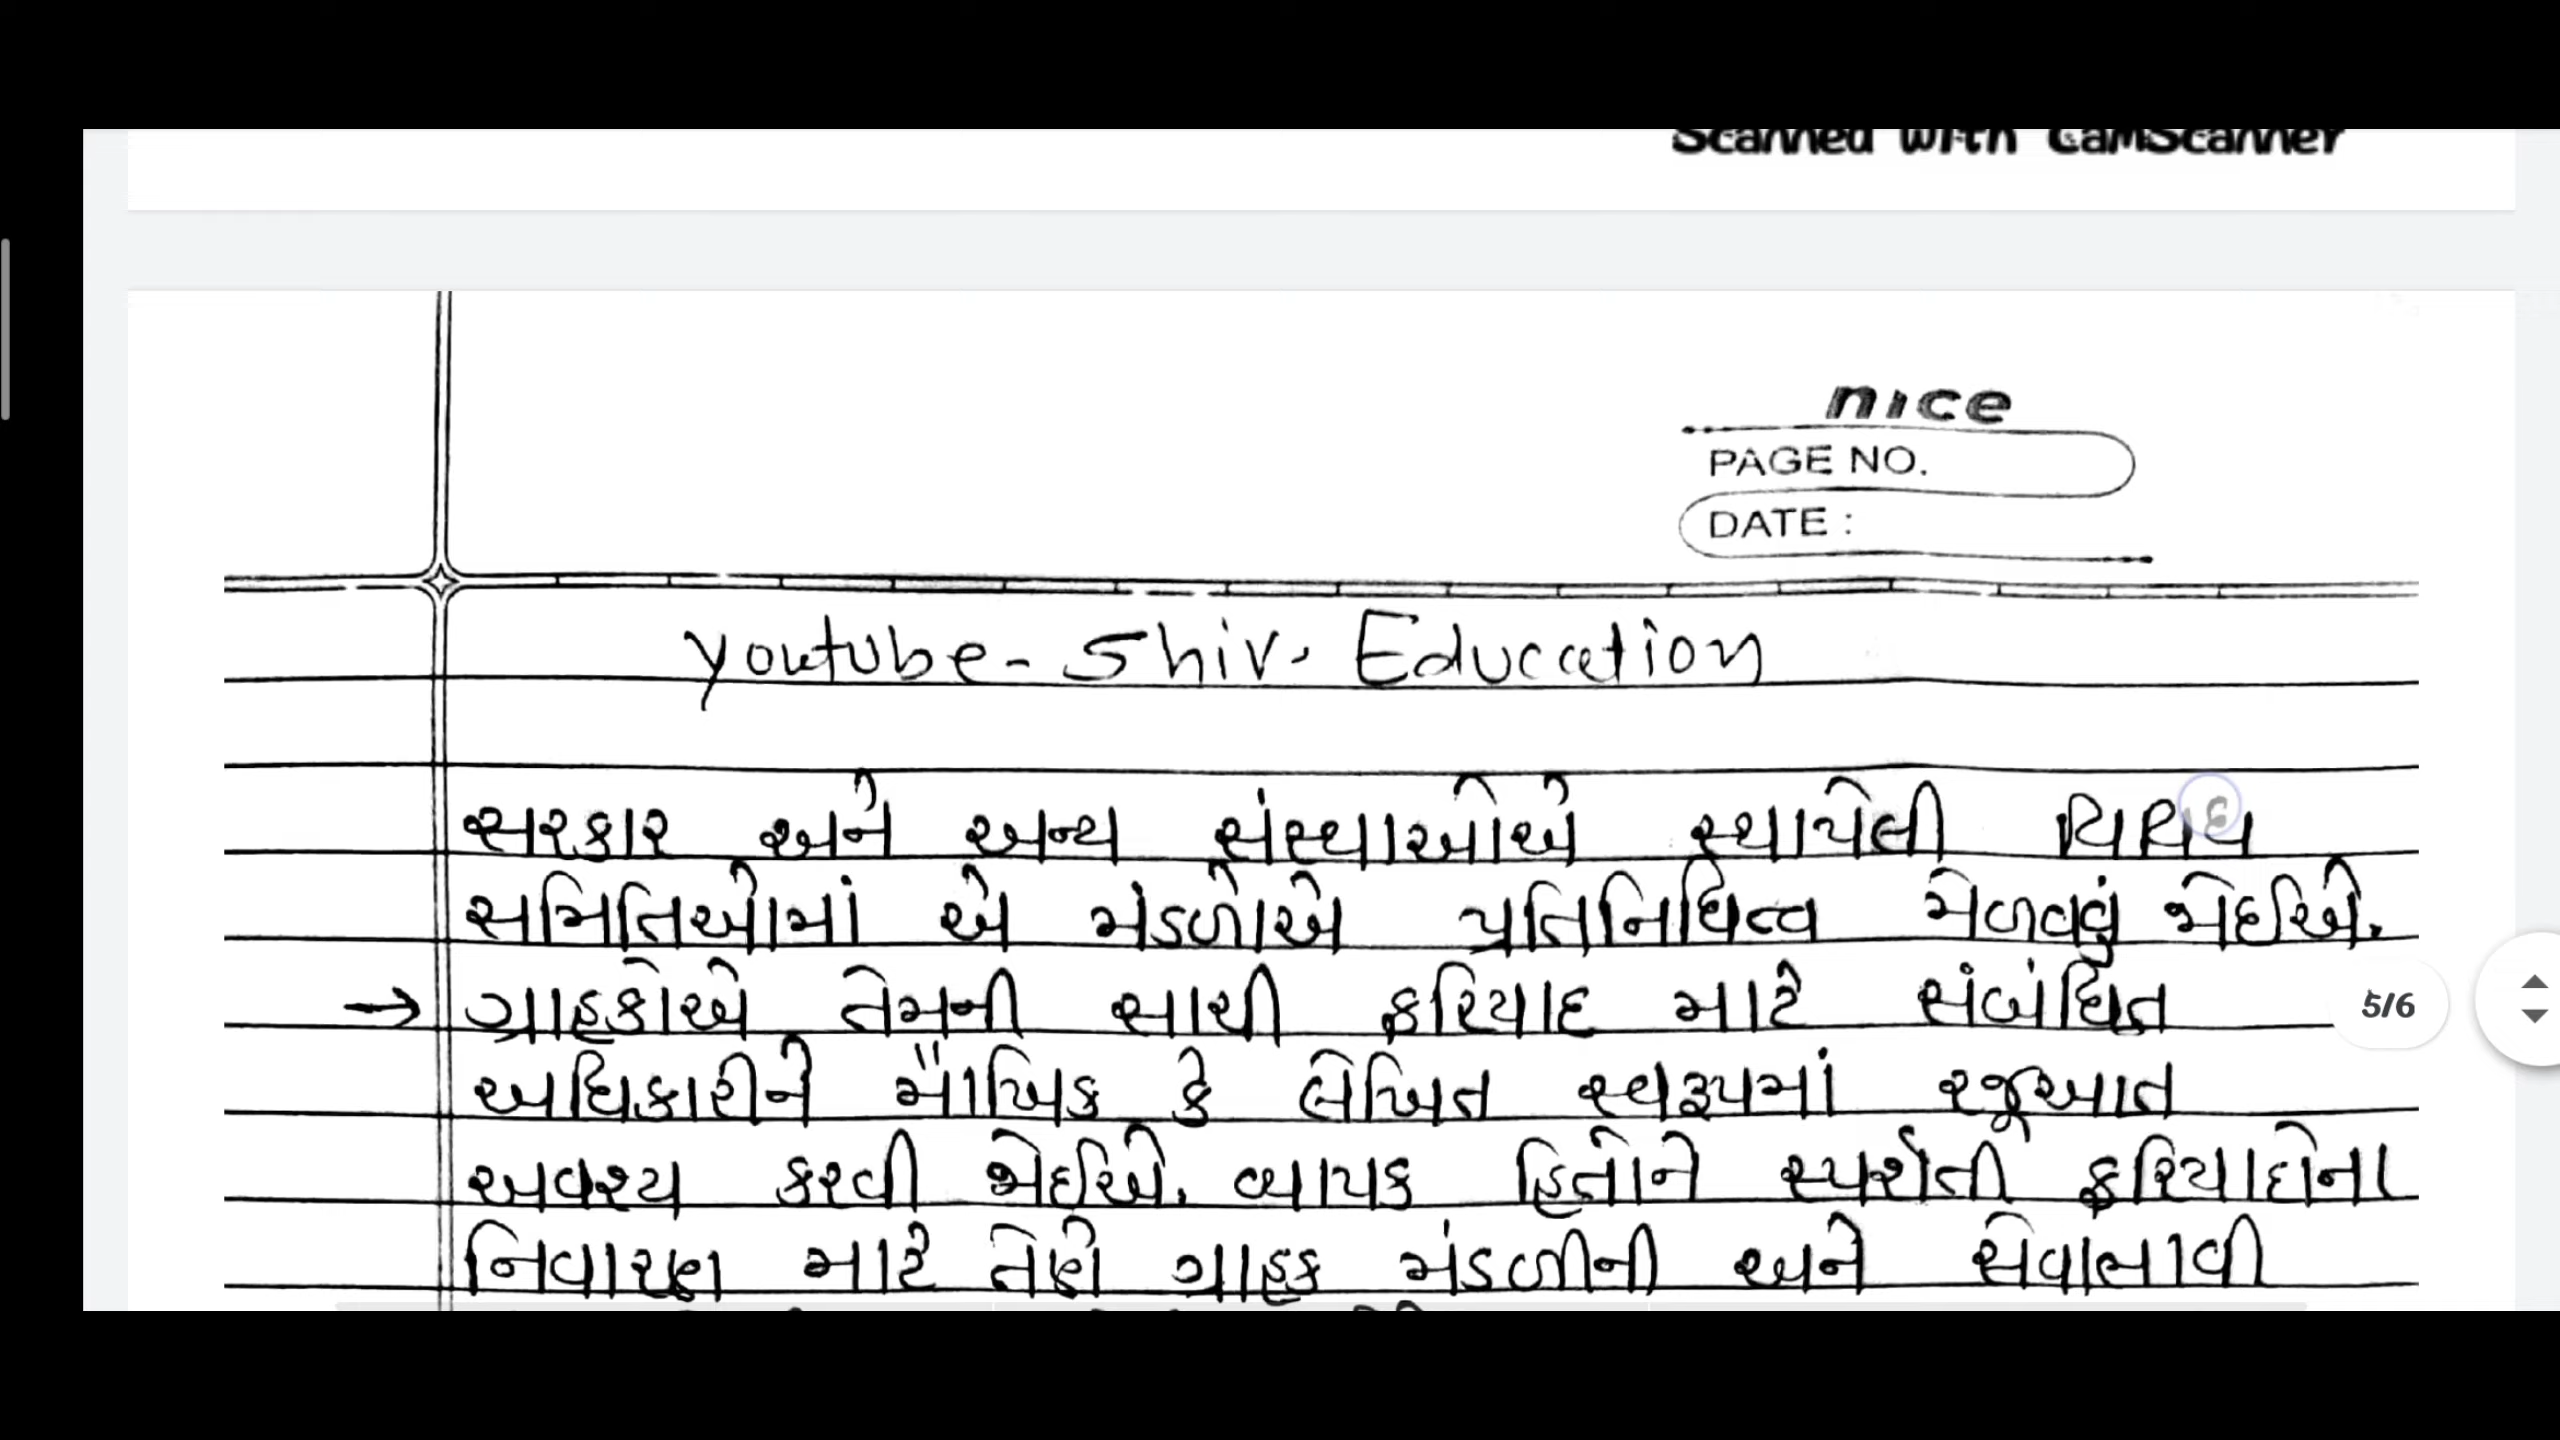 Scanned with CamScanner
nice
PAGE NO.
DATE :
youtube - Shiv. Education
સરકાર અને અન્ય સંસ્થાઓએ સ્થાપેલી વિવિધ
સમિતિઓમાં એ મંડળોએ પ્રતિનિધિત્વ મેળવવું જોઈએ.
→ ગ્રાહકોએ તેમની સાચી ફરિયાદ માટે સંબંધિત
5/6
અધિકારીને મૌખિક કે લેખિત સ્વરૂપમાં રજૂઆત
અવશ્ય કરવી જોઈએ. વ્યાપક હિતોને સ્પર્શતી ફરિયાદોના
નિવારણ માટે તેણે ગ્રાહક મંડળીની અને સેવાભાવી